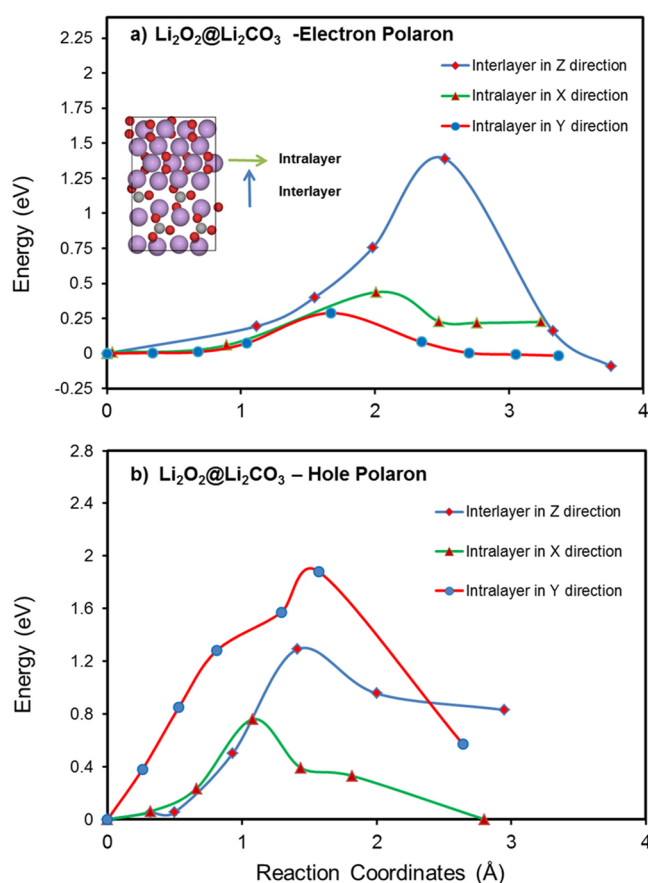 a) Li₂O₂@Li₂CO₃ -Electron Polaron
Interlayer in Z direction
Intralayer in X direction
Intralayer in Y direction
Intralayer
Interlayer
Energy (eV)
2.25
2
1.75
1.5
1.25
1
0.75
0.5
0.25
0
-0.25
0 1 2 3 4
b) Li₂O₂@Li₂CO₃ – Hole Polaron
Interlayer in Z direction
Intralayer in X direction
Intralayer in Y direction
Energy (eV)
2.8
2.4
2
1.6
1.2
0.8
0.4
0
0 1 2 3 4
Reaction Coordinates (Å)